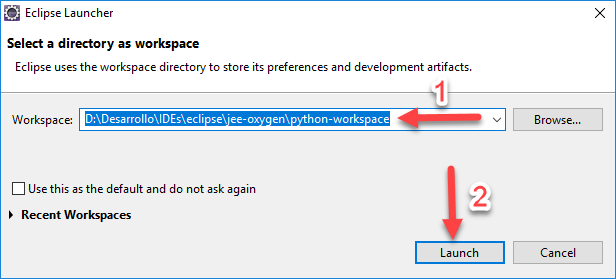 Eclipse Launcher
Select a directory as workspace
Eclipse uses the workspace directory to store its preferences and development artifacts.
1
Workspace: D:\Desarrollo\IDEs\eclipse\jee-oxygen\python-workspace Browse...
Use this as the default and do not ask again
2
Recent Workspaces
Launch Cancel